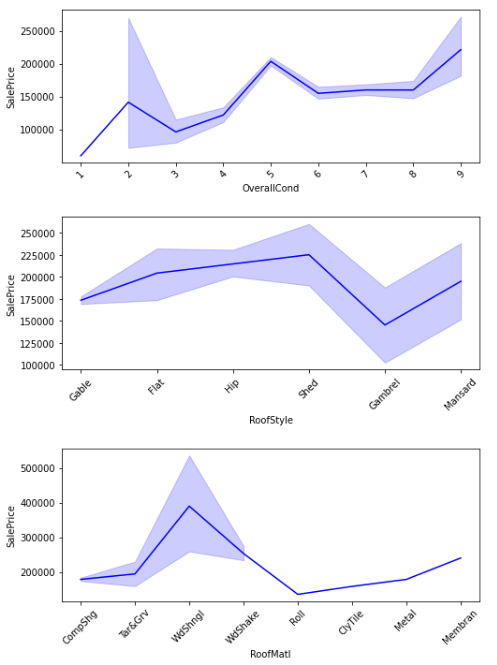 250000
200000
150000
100000
SalePrice
1 2 3 4 5 6 7 8 9
OverallCond
250000
225000
200000
175000
150000
125000
100000
SalePrice
Gable Flat Hip Shed Gambrel Mansard
RoofStyle
500000
400000
300000
200000
SalePrice
CompShg Tar&Grv WdShngl WdShake Roll ClyTile Metal Membran
RoofMatl